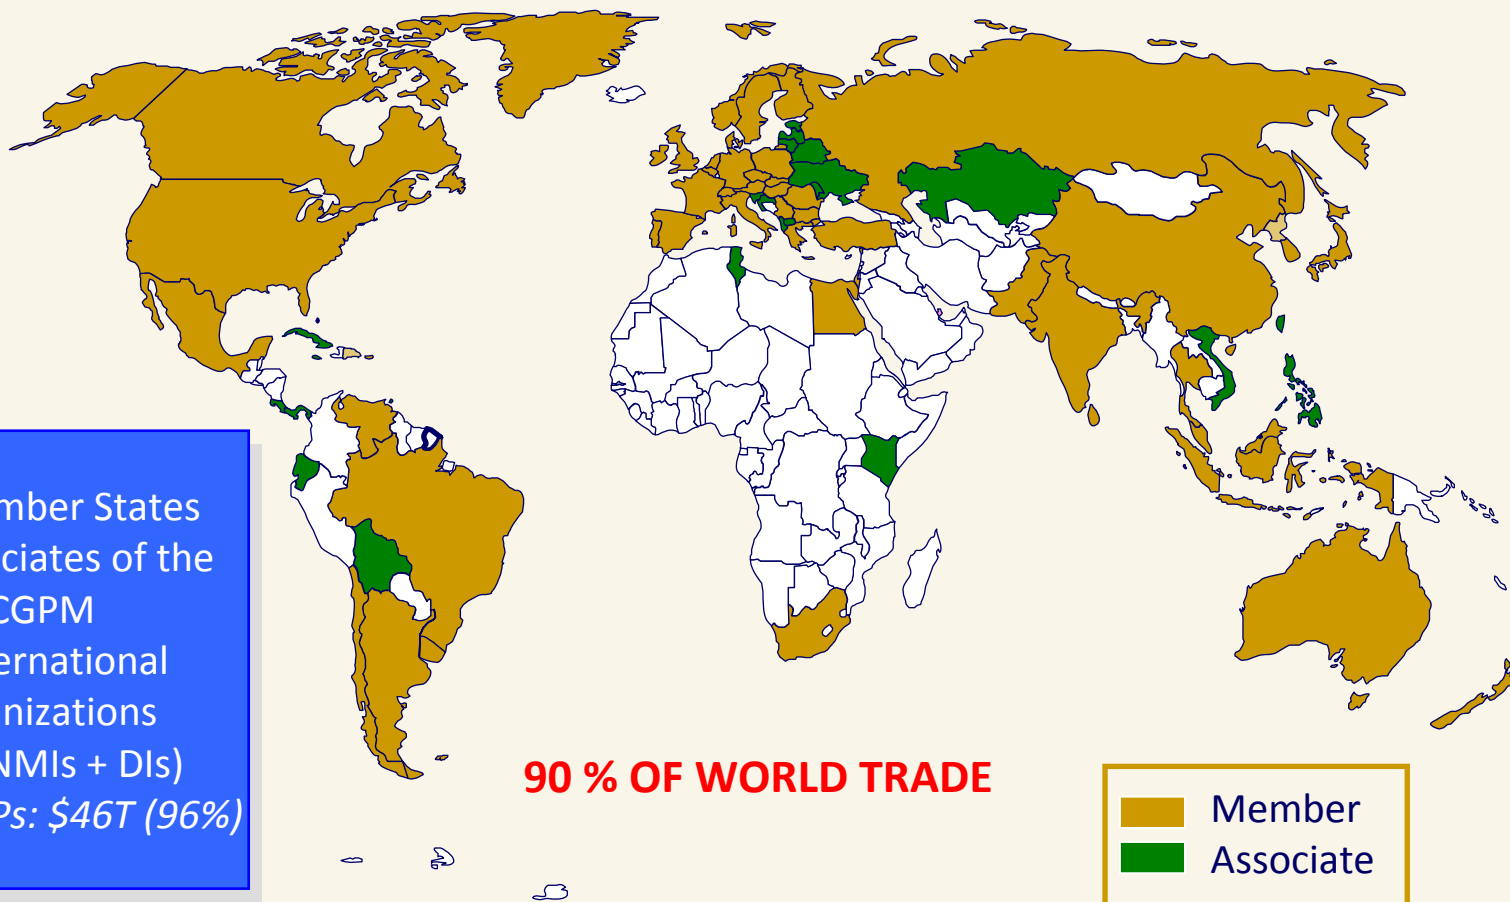 mber States
ciates of the
CGPM
ernational
nizations
NMIs + DIs)
Ps: $46T (96%)
90 % OF WORLD TRADE
Member
Associate